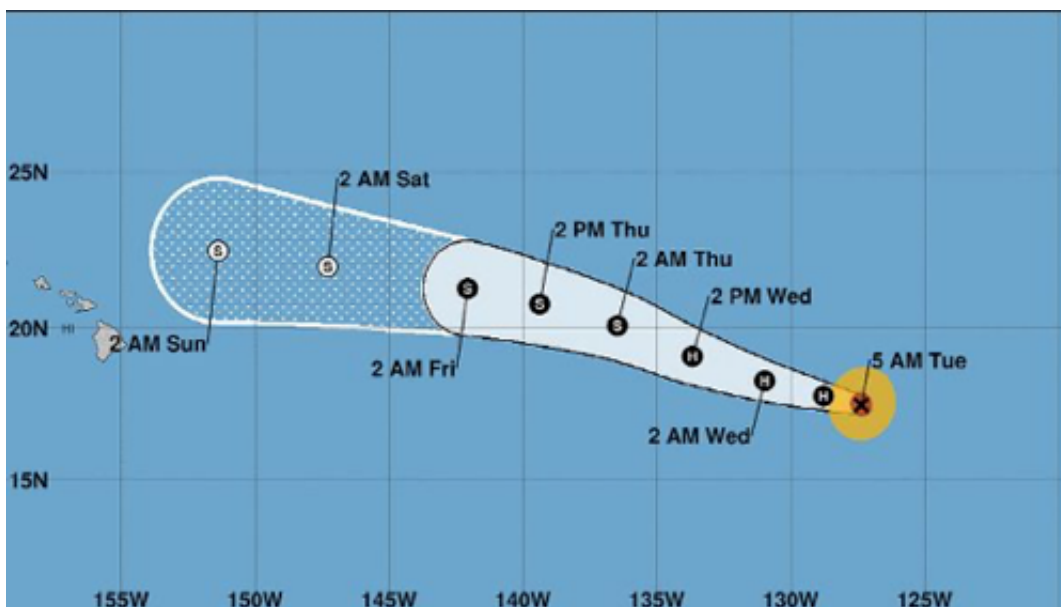 25N
2 AM Sat
2 PM Thu
2 AM Thu
S
S
2 PM Wed
S
S
20N
HI
S
H
2 AM Sun
2 AM Fri
5 AM Tue
H
H
2 AM Wed
15N
155W 150W 145W 140W 135W 130W 125W